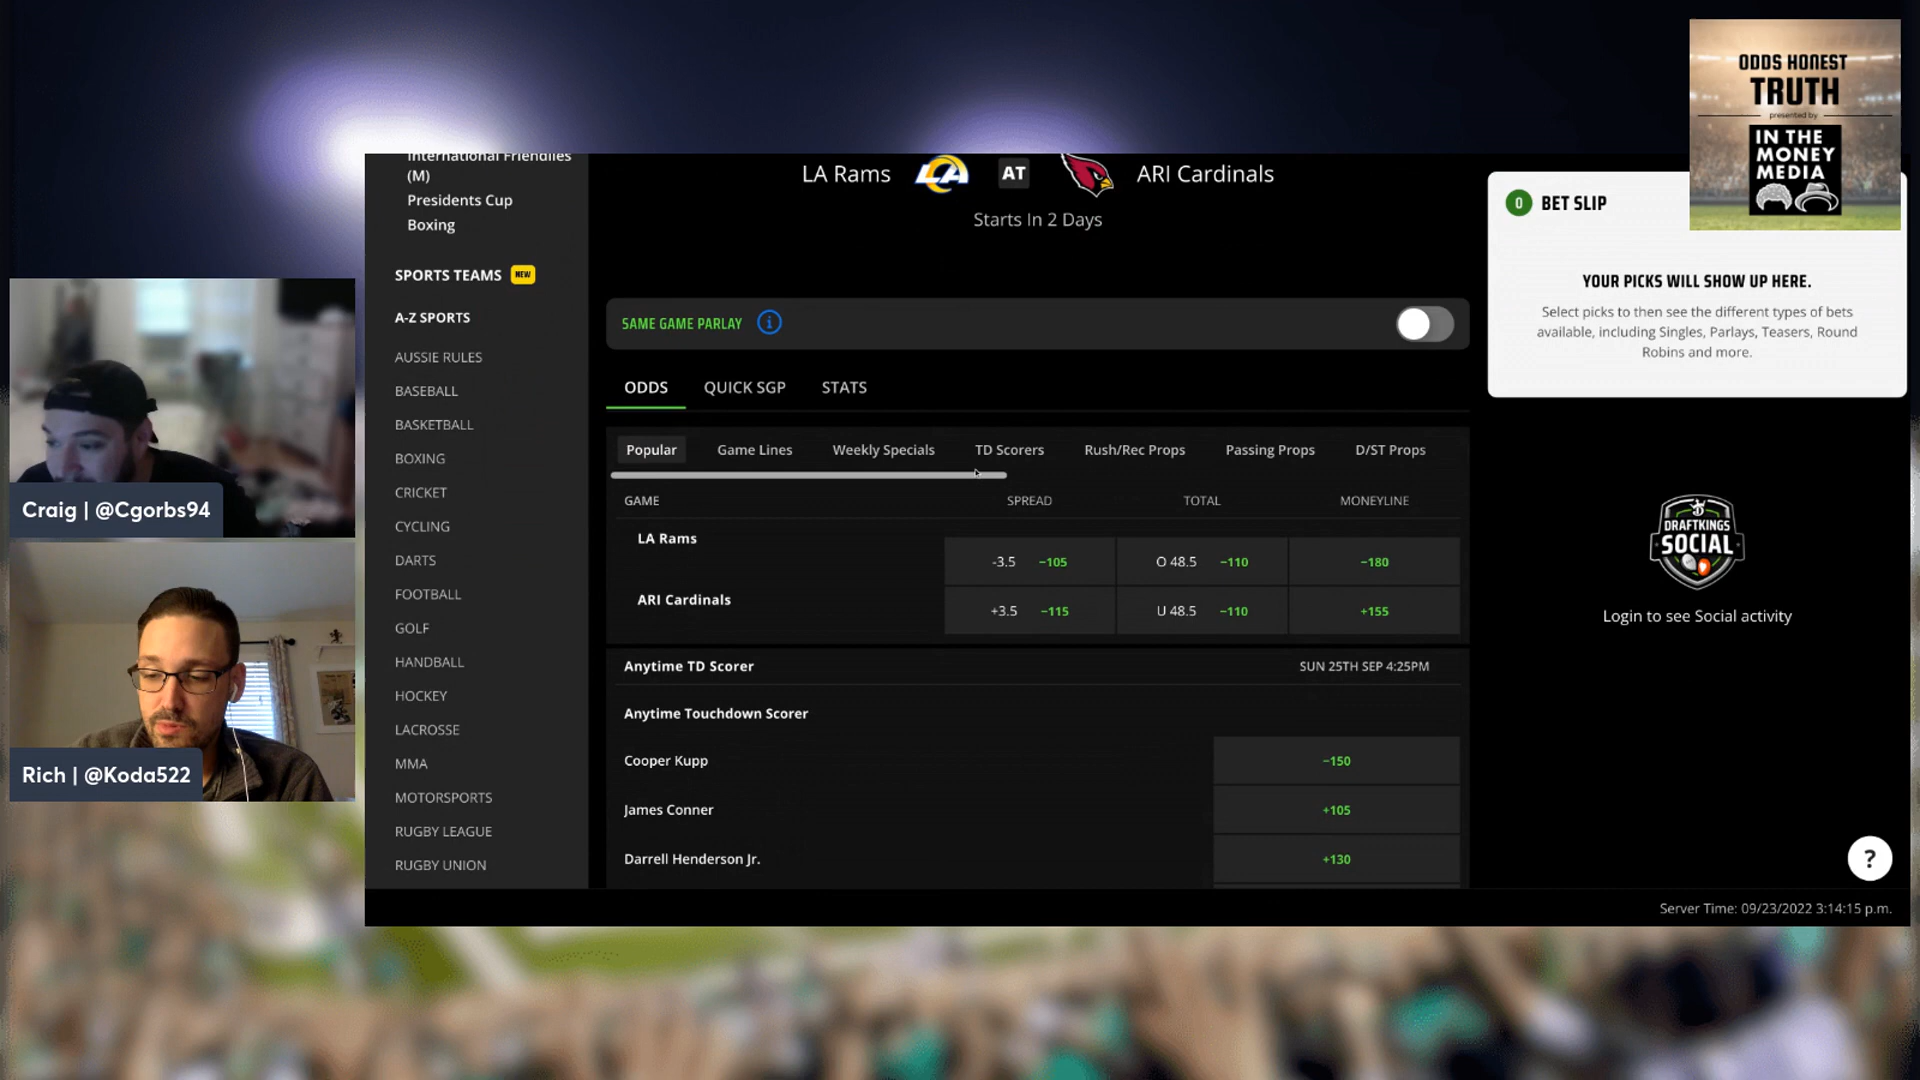 ODDS HONEST
TRUTH
presented by
IN THE
MONEY
MEDIA
International Friendlies
(M)
Presidents Cup
Boxing
SPORTS TEAMS NEW
A-Z SPORTS
AUSSIE RULES
BASEBALL
BASKETBALL
BOXING
CRICKET
CYCLING
DARTS
FOOTBALL
GOLF
HANDBALL
HOCKEY
LACROSSE
MMA
MOTORSPORTS
RUGBY LEAGUE
RUGBY UNION
LA Rams LA AT ARI Cardinals
Starts In 2 Days
SAME GAME PARLAY i
ODDS QUICK SGP STATS
Popular Game Lines Weekly Specials TD Scorers Rush/Rec Props Passing Props D/ST Props
GAME SPREAD TOTAL MONEYLINE
LA Rams
-3.5 −105 O 48.5 −110 −180
ARI Cardinals
+3.5 −115 U 48.5 −110 +155
Anytime TD Scorer SUN 25TH SEP 4:25PM
Anytime Touchdown Scorer
Cooper Kupp −150
James Conner +105
Darrell Henderson Jr. +130
0 BET SLIP
YOUR PICKS WILL SHOW UP HERE.
Select picks to then see the different types of bets
available, including Singles, Parlays, Teasers, Round
Robins and more.
DRAFTKINGS
SOCIAL
Login to see Social activity
?
Server Time: 09/23/2022 3:14:15 p.m.
Craig | @Cgorbs94
Rich | @Koda522